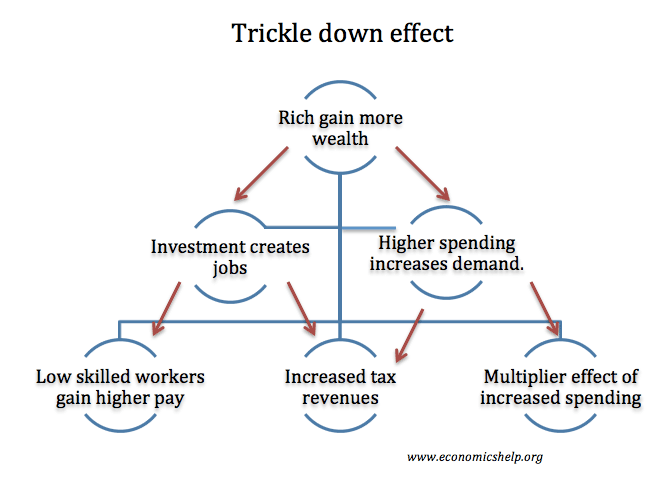 Trickle down effect
Rich gain more
wealth
Investment creates
jobs
Higher spending
increases demand.
Low skilled workers
gain higher pay
Increased tax
revenues
Multiplier effect of
increased spending
www.economicshelp.org